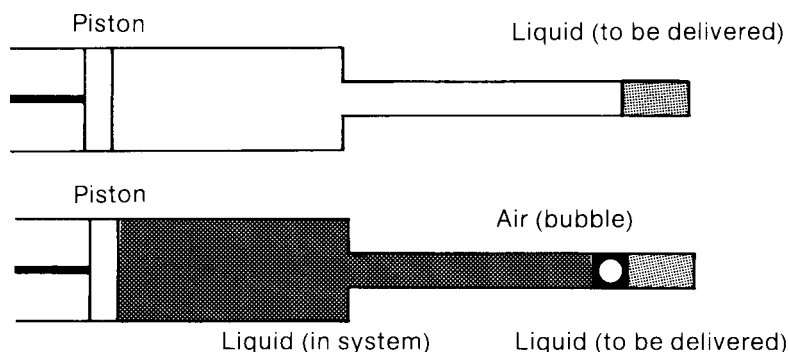 Piston
Liquid (to be delivered)
Piston
Air (bubble)
Liquid (in system)
Liquid (to be delivered)